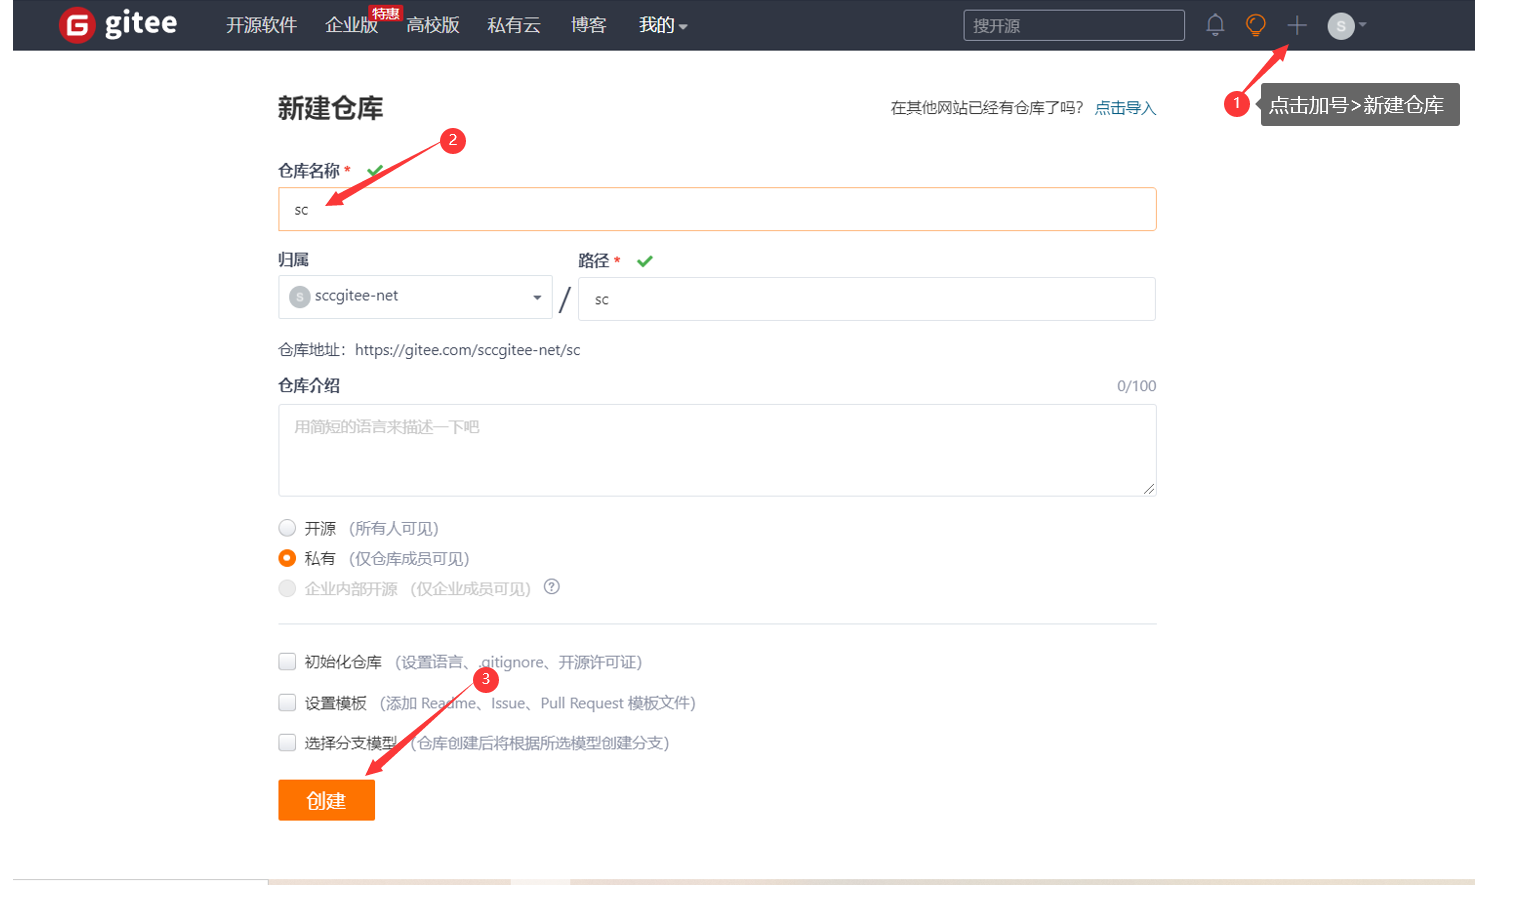 gitee 开源软件 企业版 特惠 高校版 私有云 博客 我的 搜开源 S
1 点击加号>新建仓库
新建仓库 在其他网站已经有仓库了吗? 点击导入
2
仓库名称 *
sc
归属 路径 *
S sccgitee-net / sc
仓库地址：https://gitee.com/sccgitee-net/sc
仓库介绍 0/100
用简短的语言来描述一下吧
开源 (所有人可见)
私有 (仅仓库成员可见)
企业内部开源 (仅企业成员可见) ?
初始化仓库 (设置语言、.gitignore、开源许可证)
3
设置模板 (添加 Readme、Issue、Pull Request 模板文件)
选择分支模型 (仓库创建后将根据所选模型创建分支)
创建